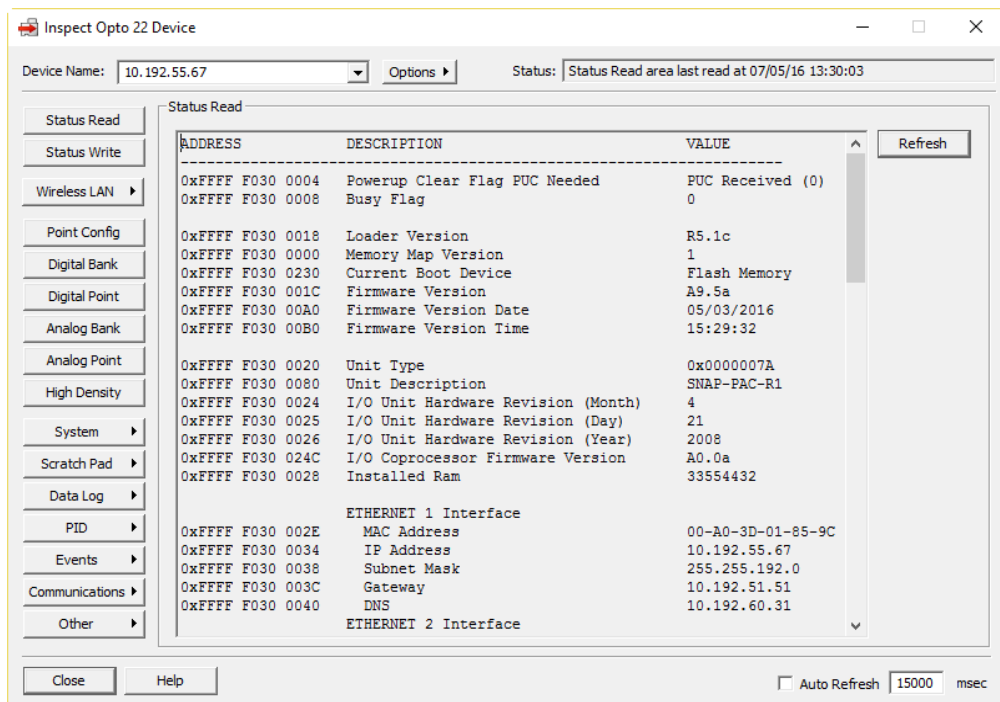 Inspect Opto 22 Device
Device Name: 10.192.55.67 Options Status: Status Read area last read at 07/05/16 13:30:03
Status Read
Status Write
Wireless LAN
Point Config
Digital Bank
Digital Point
Analog Bank
Analog Point
High Density
System
Scratch Pad
Data Log
PID
Events
Communications
Other
Status Read
ADDRESS DESCRIPTION VALUE
--------------------------------------------------------------------
0xFFFF F030 0004 Powerup Clear Flag PUC Needed PUC Received (0)
0xFFFF F030 0008 Busy Flag 0
0xFFFF F030 0018 Loader Version R5.1c
0xFFFF F030 0000 Memory Map Version 1
0xFFFF F030 0230 Current Boot Device Flash Memory
0xFFFF F030 001C Firmware Version A9.5a
0xFFFF F030 00A0 Firmware Version Date 05/03/2016
0xFFFF F030 00B0 Firmware Version Time 15:29:32
0xFFFF F030 0020 Unit Type 0x0000007A
0xFFFF F030 0080 Unit Description SNAP-PAC-R1
0xFFFF F030 0024 I/O Unit Hardware Revision (Month) 4
0xFFFF F030 0025 I/O Unit Hardware Revision (Day) 21
0xFFFF F030 0026 I/O Unit Hardware Revision (Year) 2008
0xFFFF F030 024C I/O Coprocessor Firmware Version A0.0a
0xFFFF F030 0028 Installed Ram 33554432
ETHERNET 1 Interface
0xFFFF F030 002E MAC Address 00-A0-3D-01-85-9C
0xFFFF F030 0034 IP Address 10.192.55.67
0xFFFF F030 0038 Subnet Mask 255.255.192.0
0xFFFF F030 003C Gateway 10.192.51.51
0xFFFF F030 0040 DNS 10.192.60.31
ETHERNET 2 Interface
Refresh
Close Help Auto Refresh 15000 msec